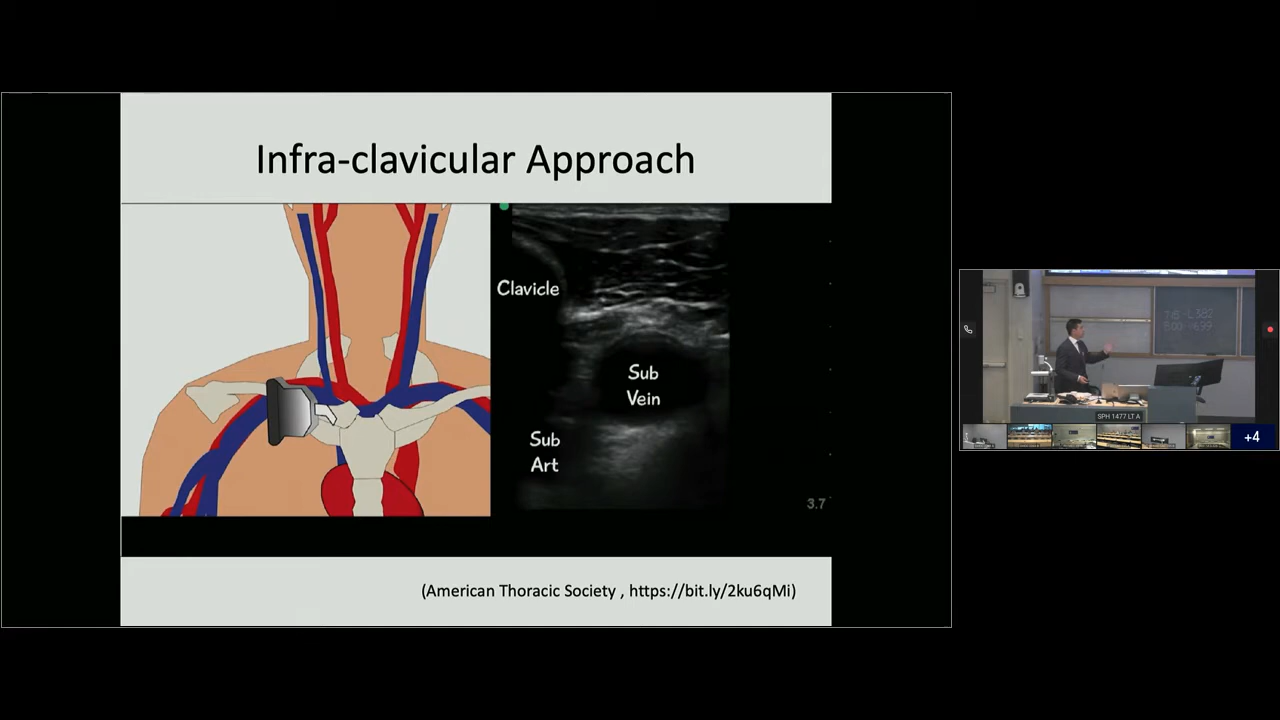 Infra-clavicular Approach
Clavicle
Sub
Vein
Sub
Art
3.7
(American Thoracic Society , https://bit.ly/2ku6qMi)
SPH 1477 LT A
+4